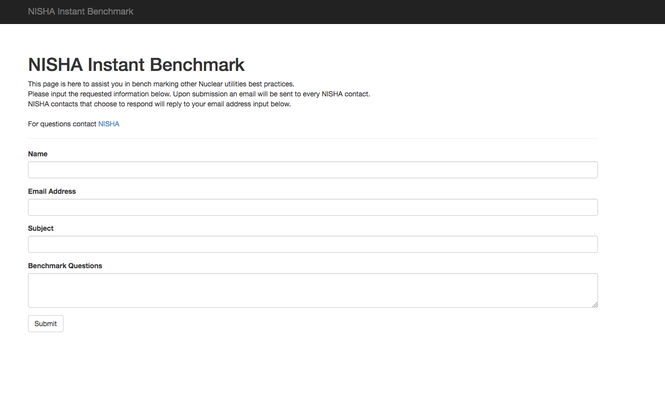 NISHA Instant Benchmark
NISHA Instant Benchmark
This page is here to assist you in bench marking other Nuclear utilities best practices.
Please input the requested information below. Upon submission an email will be sent to every NISHA contact.
NISHA contacts that choose to respond will reply to your email address input below.
For questions contact NISHA
Name
Email Address
Subject
Benchmark Questions
Submit